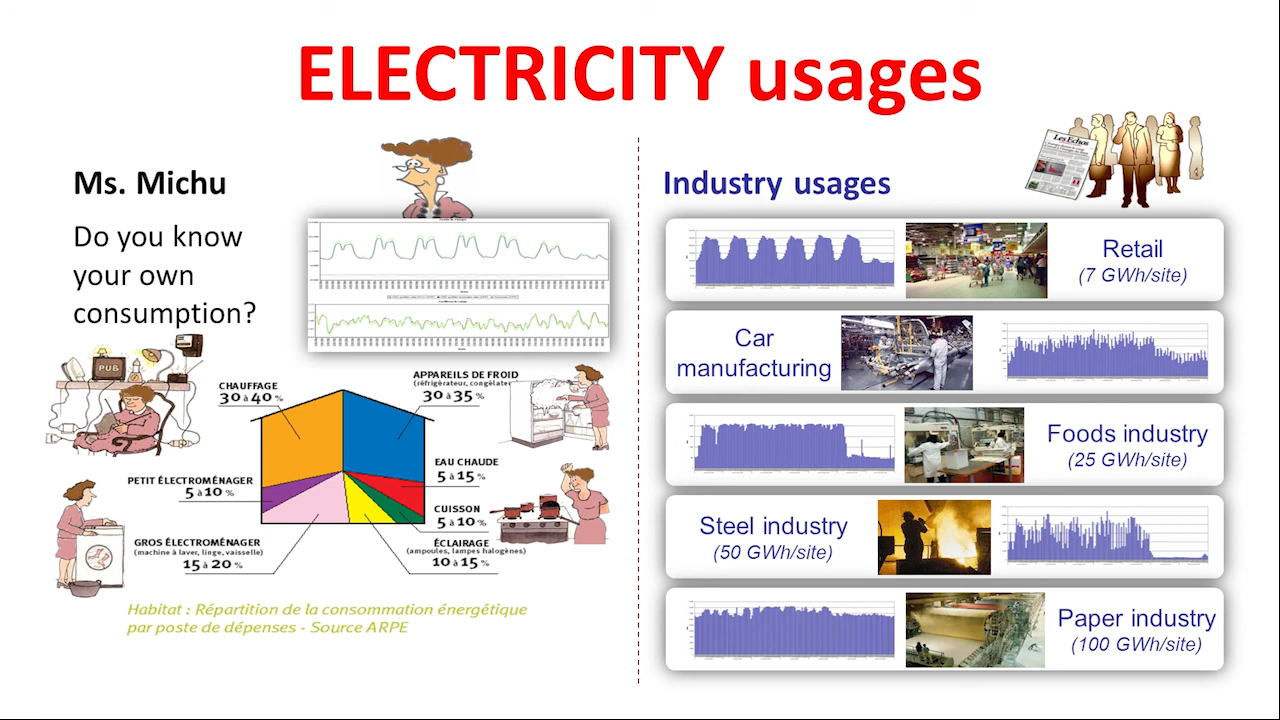 ELECTRICITY usages
Ms. Michu
Do you know
your own
consumption?
PUB
CHAUFFAGE
30 à 40 %
APPAREILS DE FROID
(réfrigérateur, congélateur
30 à 35 %
EAU CHAUDE
5 à 15 %
PETIT ÉLECTROMÉNAGER
5 à 10 %
CUISSON
5 à 10 %
GROS ÉLECTROMÉNAGER
(machine à laver, linge, vaisselle)
15 à 20 %
ÉCLAIRAGE
(ampoules, lampes halogènes)
10 à 15 %
Habitat : Répartition de la consommation énergétique
par poste de dépenses - Source ARPE
Industry usages
Les Echos
Retail
(7 GWh/site)
Car
manufacturing
Foods industry
(25 GWh/site)
Steel industry
(50 GWh/site)
Paper industry
(100 GWh/site)